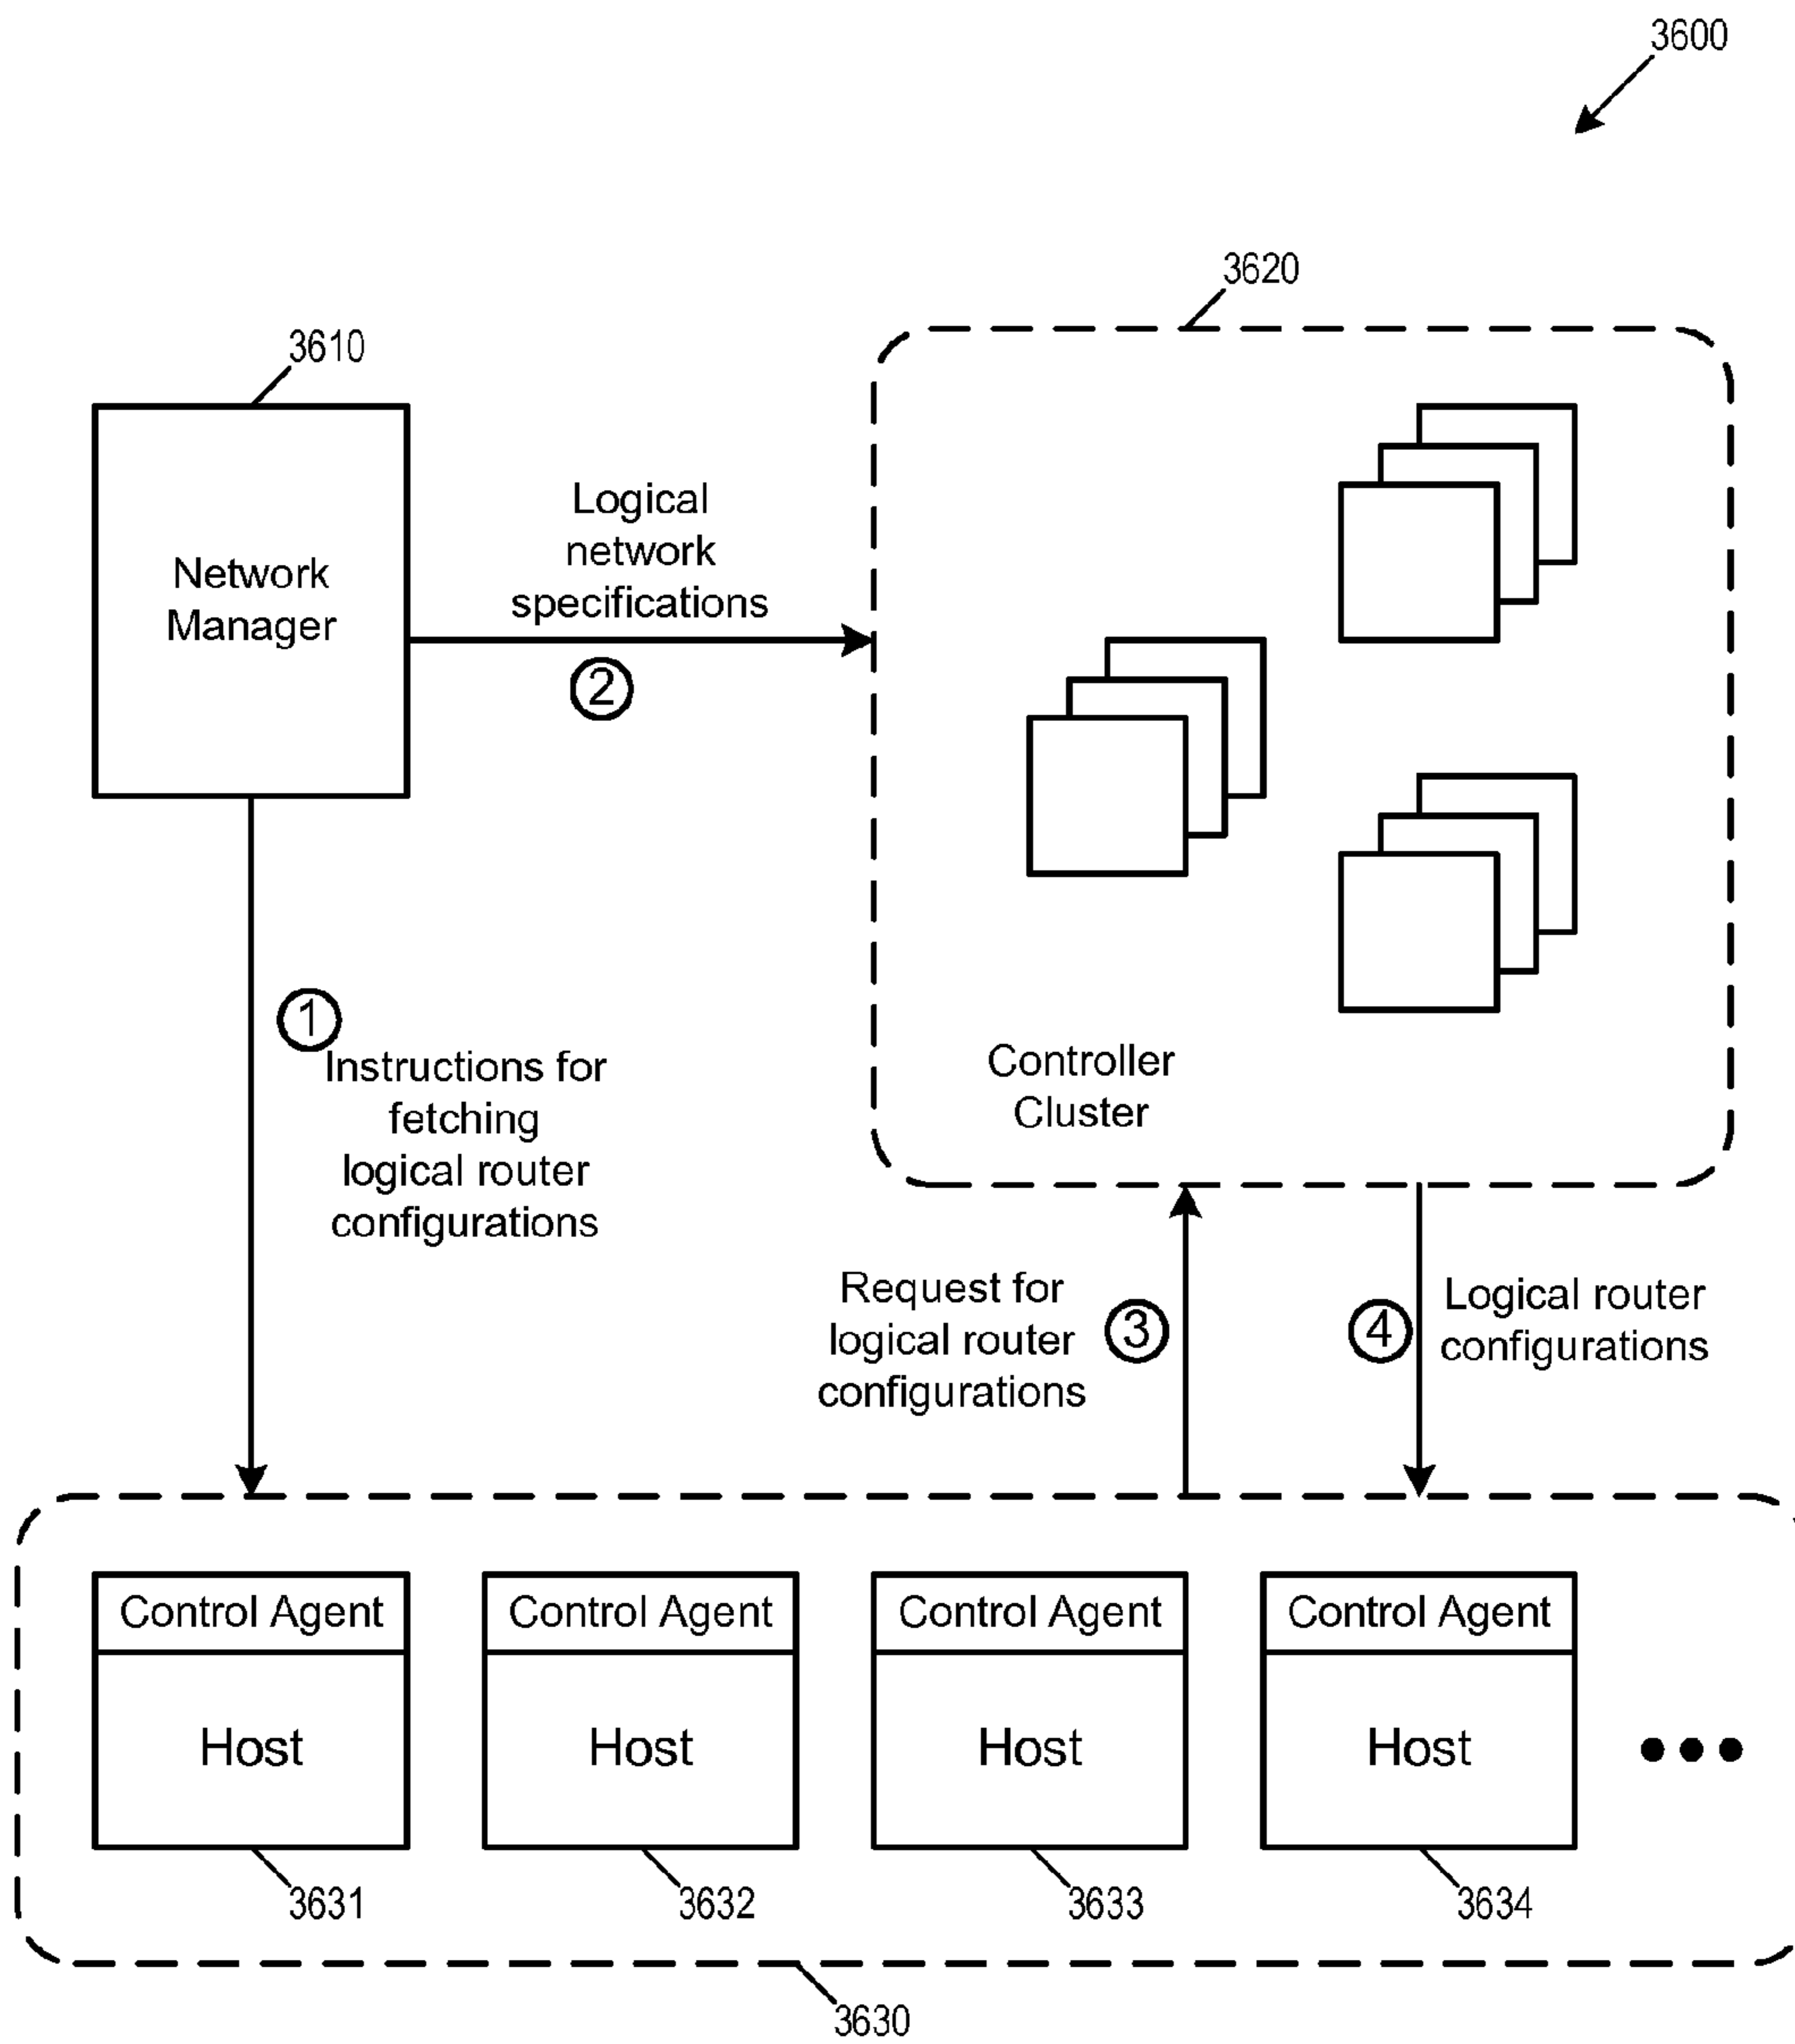 3600
3620
3610
Network
Manager
Logical
network
specifications
2
1
Instructions for
fetching
logical router
configurations
Controller
Cluster
Request for
logical router
configurations
3
4
Logical router
configurations
Control Agent
Host
3631
Control Agent
Host
3632
Control Agent
Host
3633
Control Agent
Host
3634
3630